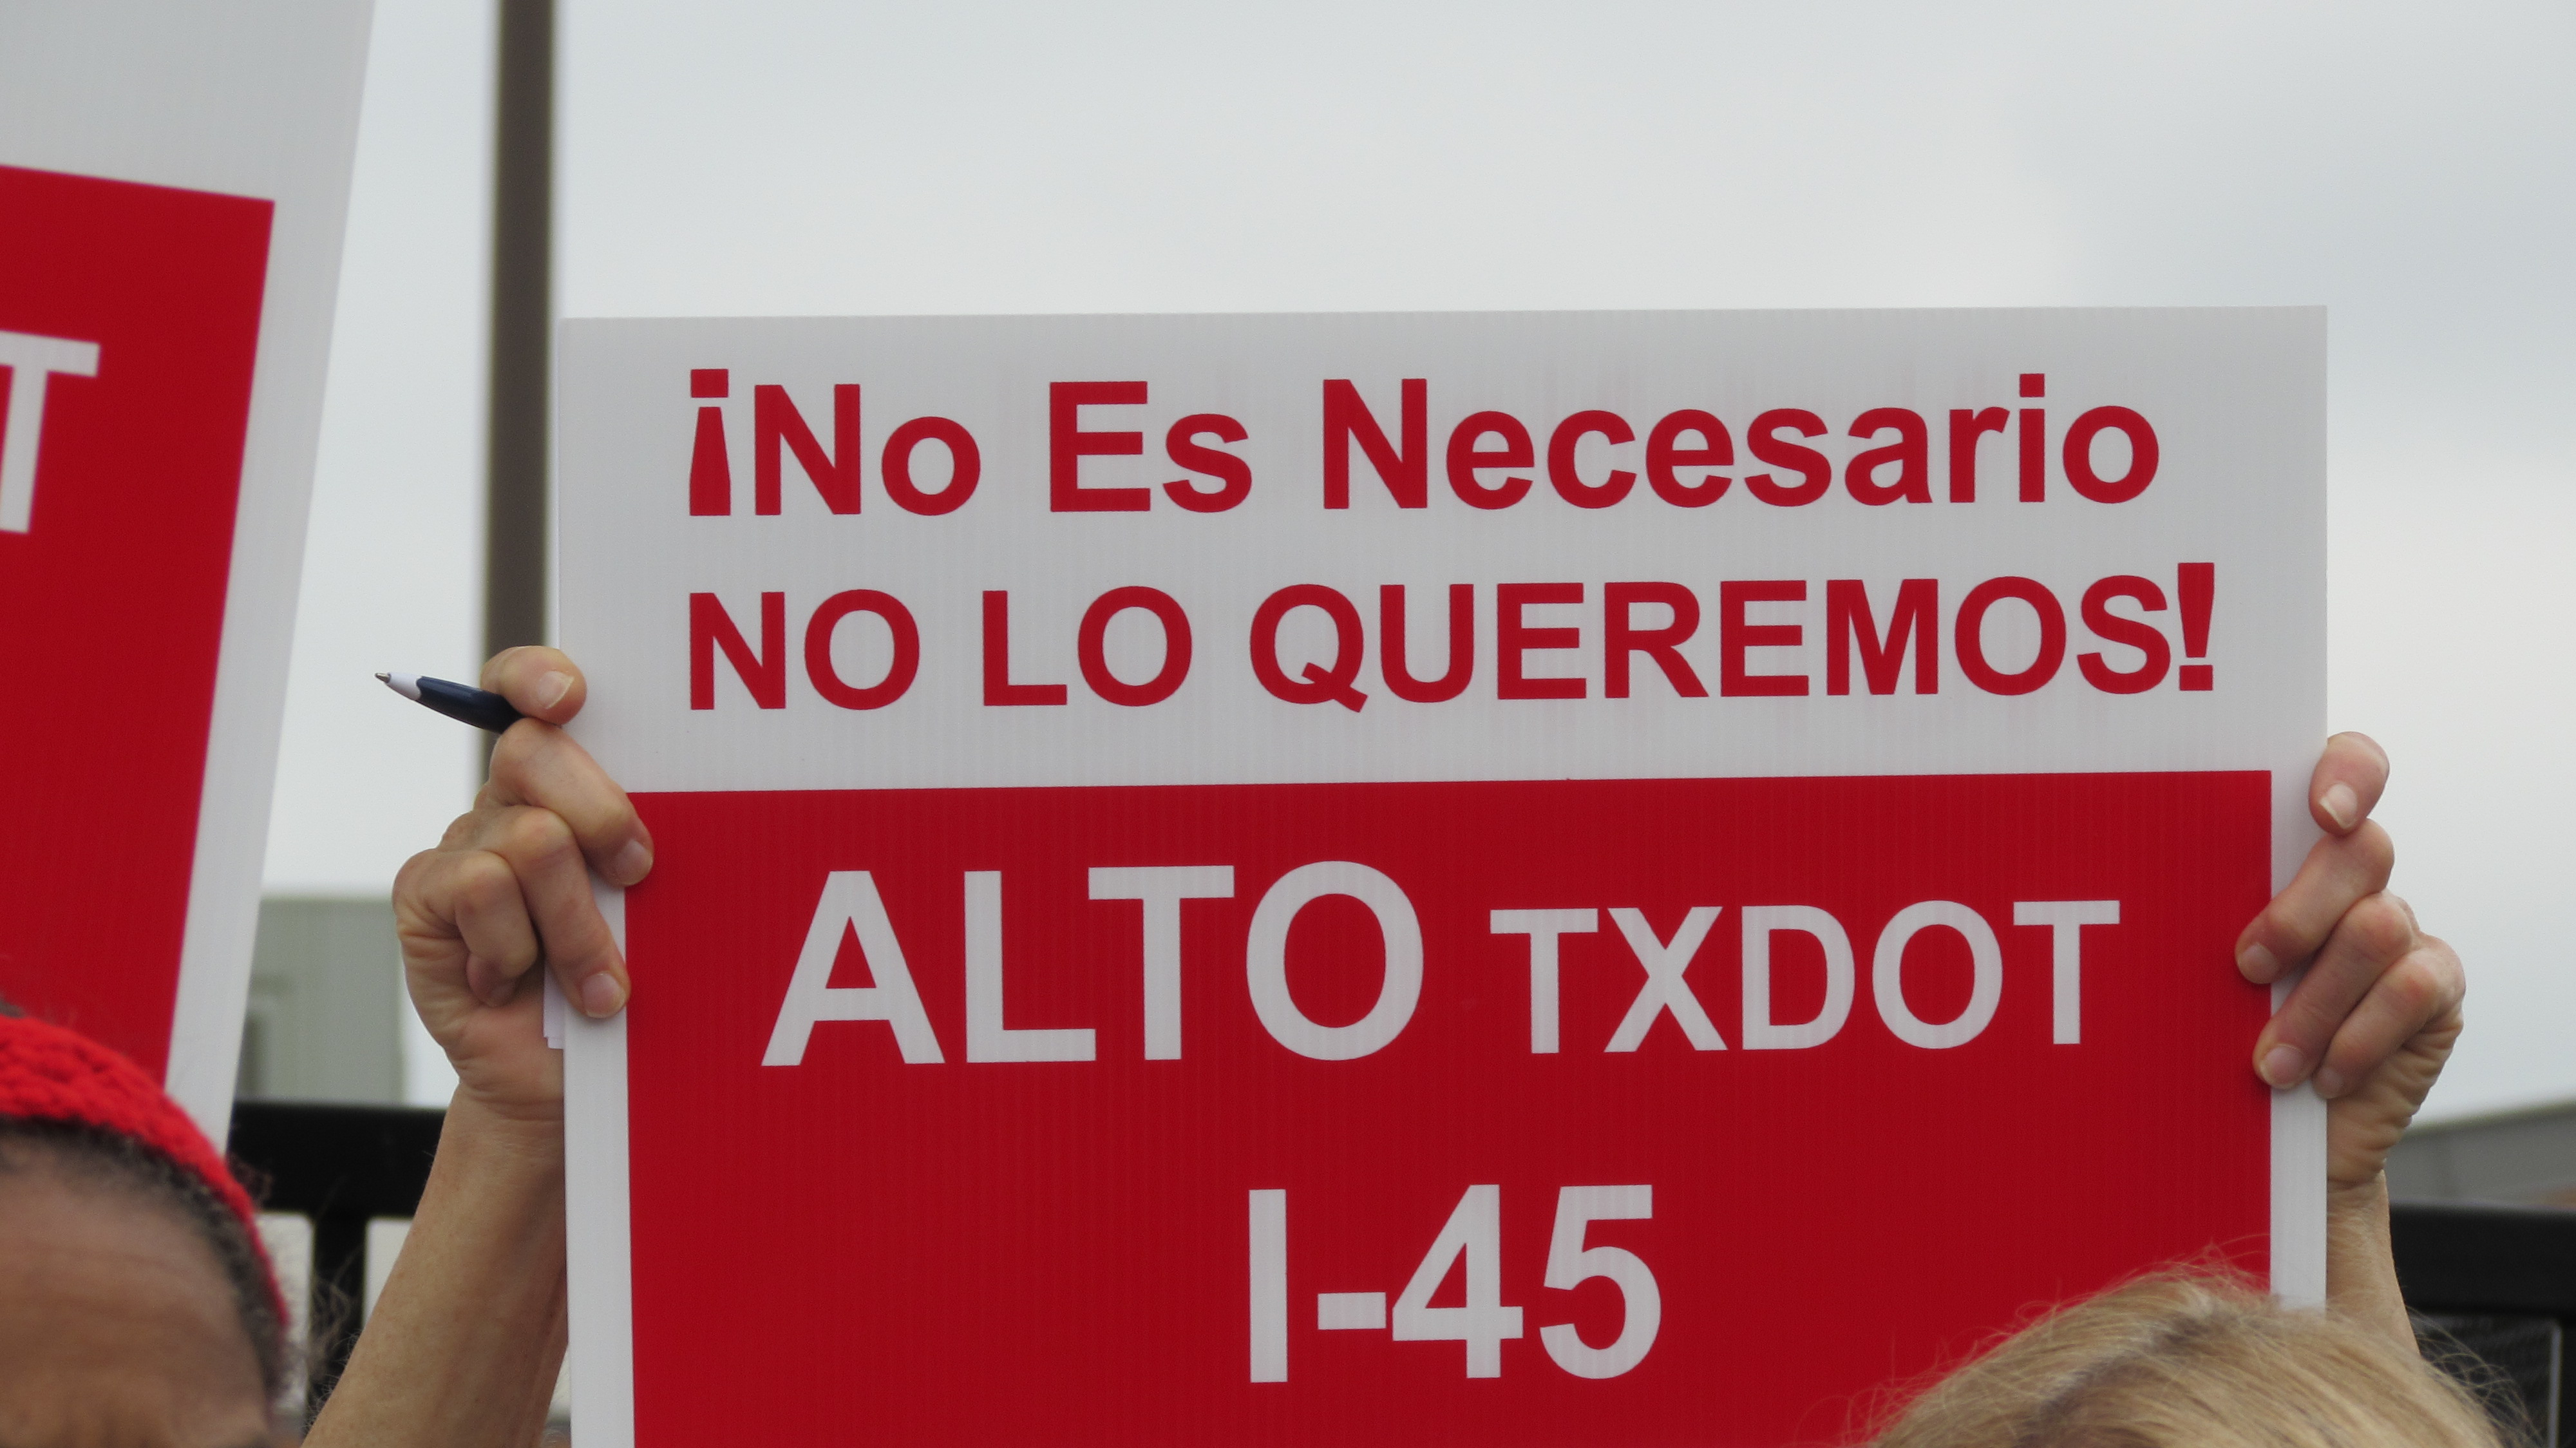 T
¡No Es Necesario
NO LO QUEREMOS!
ALTO TXDOT
I-45